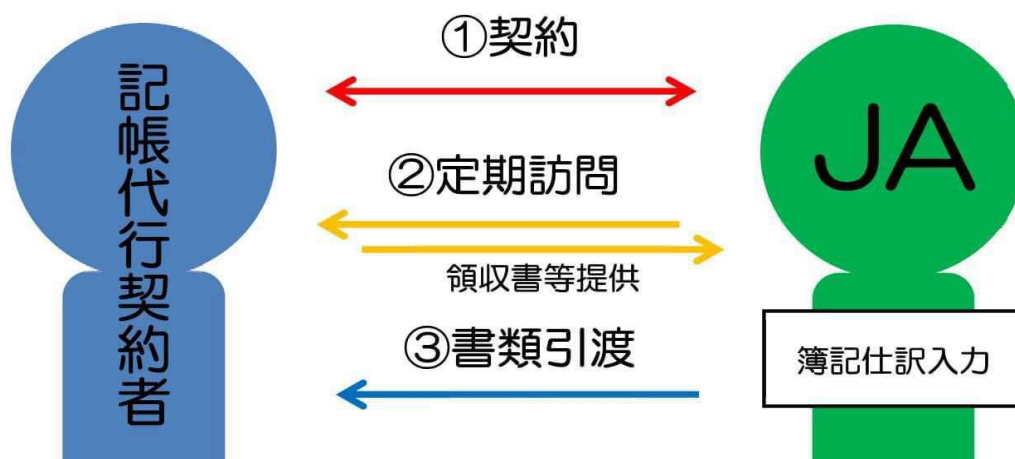 記帳代行契約者
①契約
JA
②定期訪問
領収書等提供
③書類引渡
簿記仕訳入力